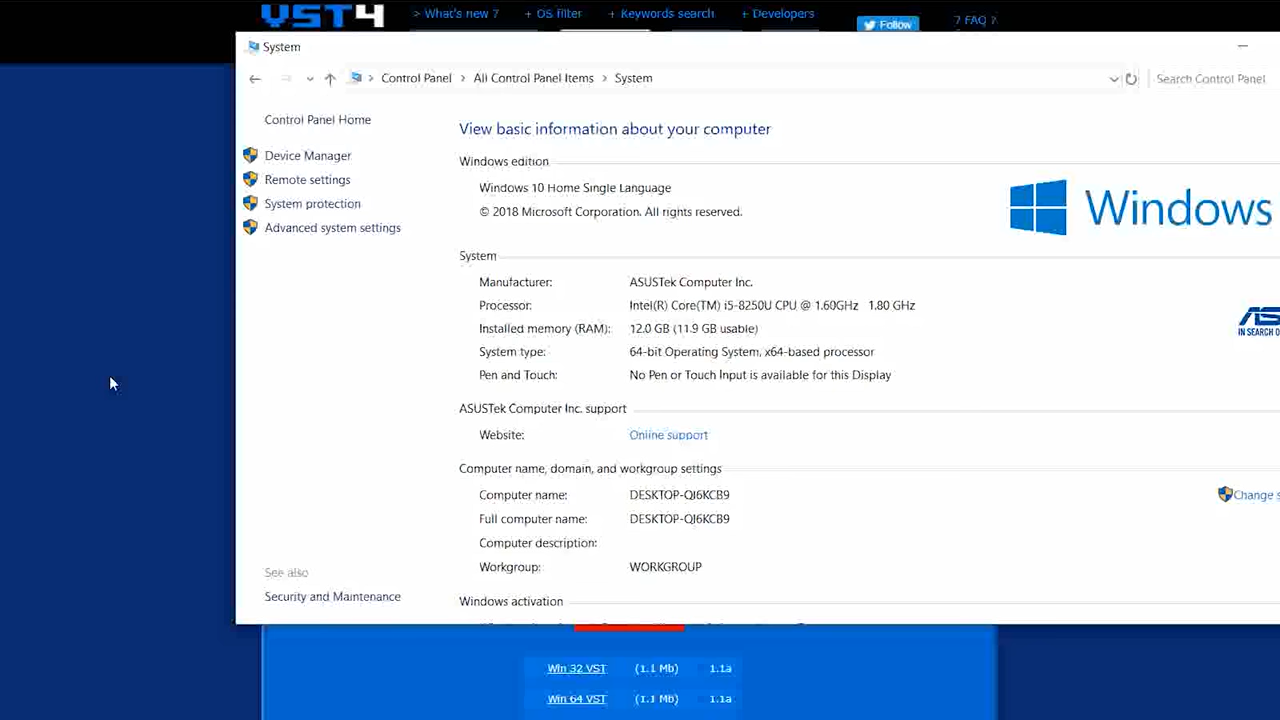 VST4
> What's new ?
+ OS filter
+ Keywords search
+ Developers
Follow
? FAQ ?
System
Control Panel > All Control Panel Items > System
Search Control Panel
Control Panel Home
Device Manager
Remote settings
System protection
Advanced system settings
View basic information about your computer
Windows edition
Windows 10 Home Single Language
© 2018 Microsoft Corporation. All rights reserved.
Windows
System
Manufacturer: ASUSTek Computer Inc.
Processor: Intel(R) Core(TM) i5-8250U CPU @ 1.60GHz 1.80 GHz
Installed memory (RAM): 12.0 GB (11.9 GB usable)
System type: 64-bit Operating System, x64-based processor
Pen and Touch: No Pen or Touch Input is available for this Display
IN SEARCH O
ASUSTek Computer Inc. support
Website: Online support
Computer name, domain, and workgroup settings
Computer name: DESKTOP-QJ6KCB9
Change s
Full computer name: DESKTOP-QJ6KCB9
Computer description:
Workgroup: WORKGROUP
Windows activation
See also
Security and Maintenance
Win 32 VST (1.1 Mb) 1.1a
Win 64 VST (1.1 Mb) 1.1a